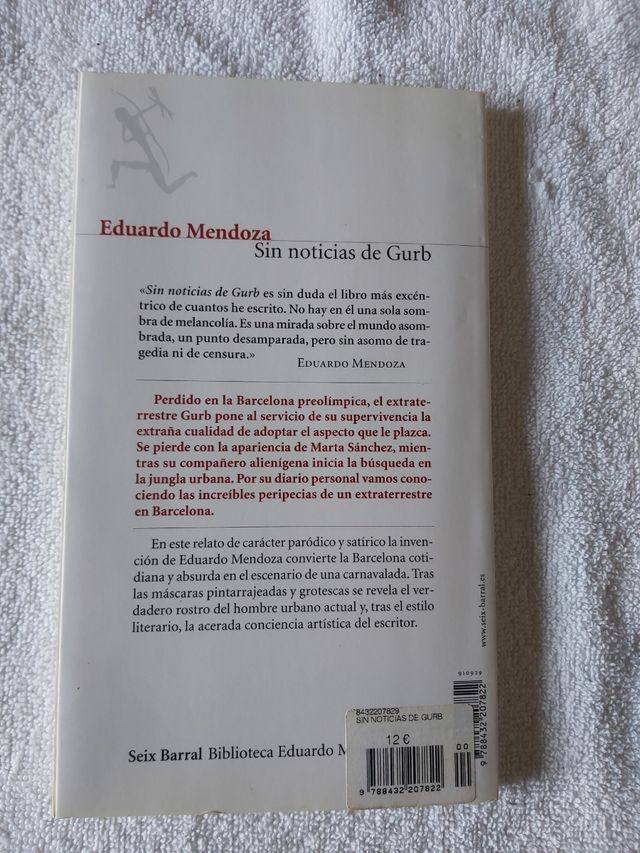 Eduardo Mendoza
Sin noticias de Gurb
«Sin noticias de Gurb es sin duda el libro más excén-
trico de cuantos he escrito. No hay en él una sola som-
bra de melancolía. Es una mirada sobre el mundo asom-
brada, un punto desamparada, pero sin asomo de tra-
gedia ni de censura.»
EDUARDO MENDOZA
Perdido en la Barcelona preolímpica, el extrate-
rrestre Gurb pone al servicio de su supervivencia la
extraña cualidad de adoptar el aspecto que le plazca.
Se pierde con la apariencia de Marta Sánchez, mien-
tras su compañero alienígena inicia la búsqueda en
la jungla urbana. Por su diario personal vamos cono-
ciendo las increíbles peripecias de un extraterrestre
en Barcelona.
En este relato de carácter paródico y satírico la inven-
ción de Eduardo Mendoza convierte la Barcelona coti-
diana y absurda en el escenario de una carnavalada. Tras
las máscaras pintarrajeadas y grotescas se revela el ver-
dadero rostro del hombre urbano actual y, tras el estilo
literario, la acerada conciencia artística del escritor.
www.seix-barral.es
910929
9 788432 207822
8432207829
SIN NOTICIAS DE GURB
12 €
00
9 788432 207822
Seix Barral Biblioteca Eduardo M